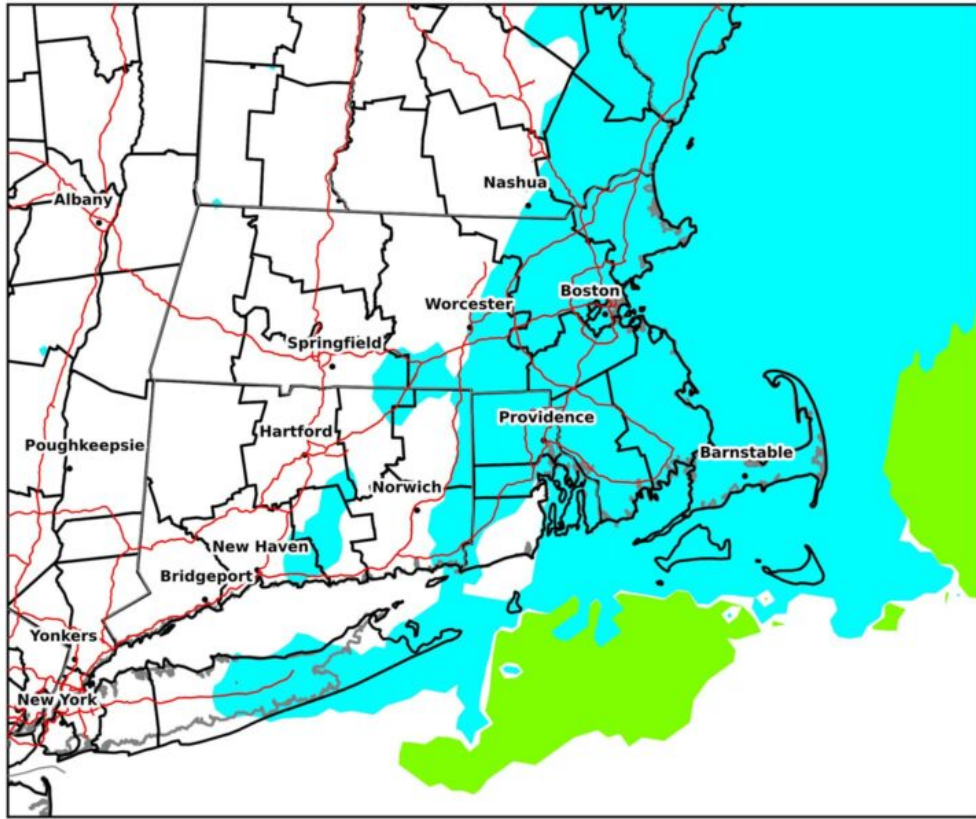 Nashua
Albany
Boston
Worcester
Springfield
Providence
Hartford
Poughkeepsie
Barnstable
Norwich
New Haven
Bridgeport
Yonkers
New York